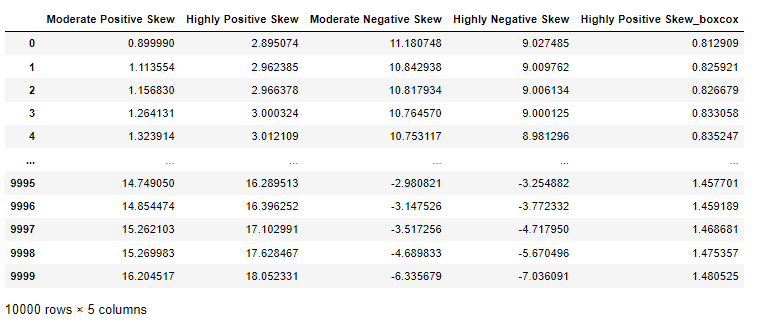 Moderate Positive Skew Highly Positive Skew Moderate Negative Skew Highly Negative Skew Highly Positive Skew_boxcox
0 0.899990 2.895074 11.180748 9.027485 0.812909
1 1.113554 2.962385 10.842938 9.009762 0.825921
2 1.156830 2.966378 10.817934 9.006134 0.826679
3 1.264131 3.000324 10.764570 9.000125 0.833058
4 1.323914 3.012109 10.753117 8.981296 0.835247
... ... ... ... ... ...
9995 14.749050 16.289513 -2.980821 -3.254882 1.457701
9996 14.854474 16.396252 -3.147526 -3.772332 1.459189
9997 15.262103 17.102991 -3.517256 -4.717950 1.468681
9998 15.269983 17.628467 -4.689833 -5.670496 1.475357
9999 16.204517 18.052331 -6.335679 -7.036091 1.480525
10000 rows × 5 columns